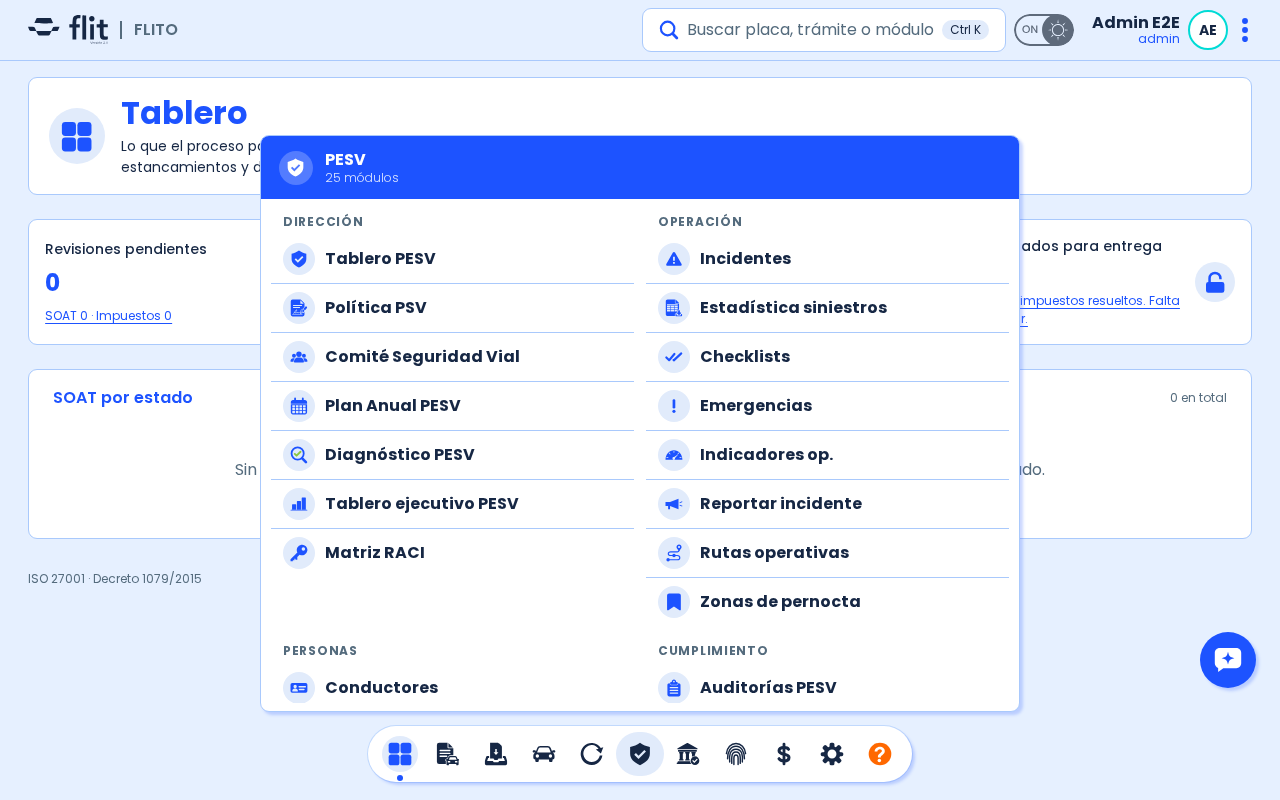 flit
FLITO
Buscar placa, trámite o módulo
Ctrl K
ON
Admin E2E
admin
AE
Tablero
Lo que el proceso
estancamientos y
Revisiones pendientes
0
SOAT 0 · Impuestos 0
para entrega
impuestos resueltos. Falta
SOAT por estado
0 en total
Sin
PESV
25 módulos
DIRECCIÓN
Tablero PESV
Política PSV
Comité Seguridad Vial
Plan Anual PESV
Diagnóstico PESV
Tablero ejecutivo PESV
Matriz RACI
OPERACIÓN
Incidentes
Estadística siniestros
Checklists
Emergencias
Indicadores op.
Reportar incidente
Rutas operativas
Zonas de pernocta
PERSONAS
Conductores
CUMPLIMIENTO
Auditorías PESV
ISO 27001 · Decreto 1079/2015